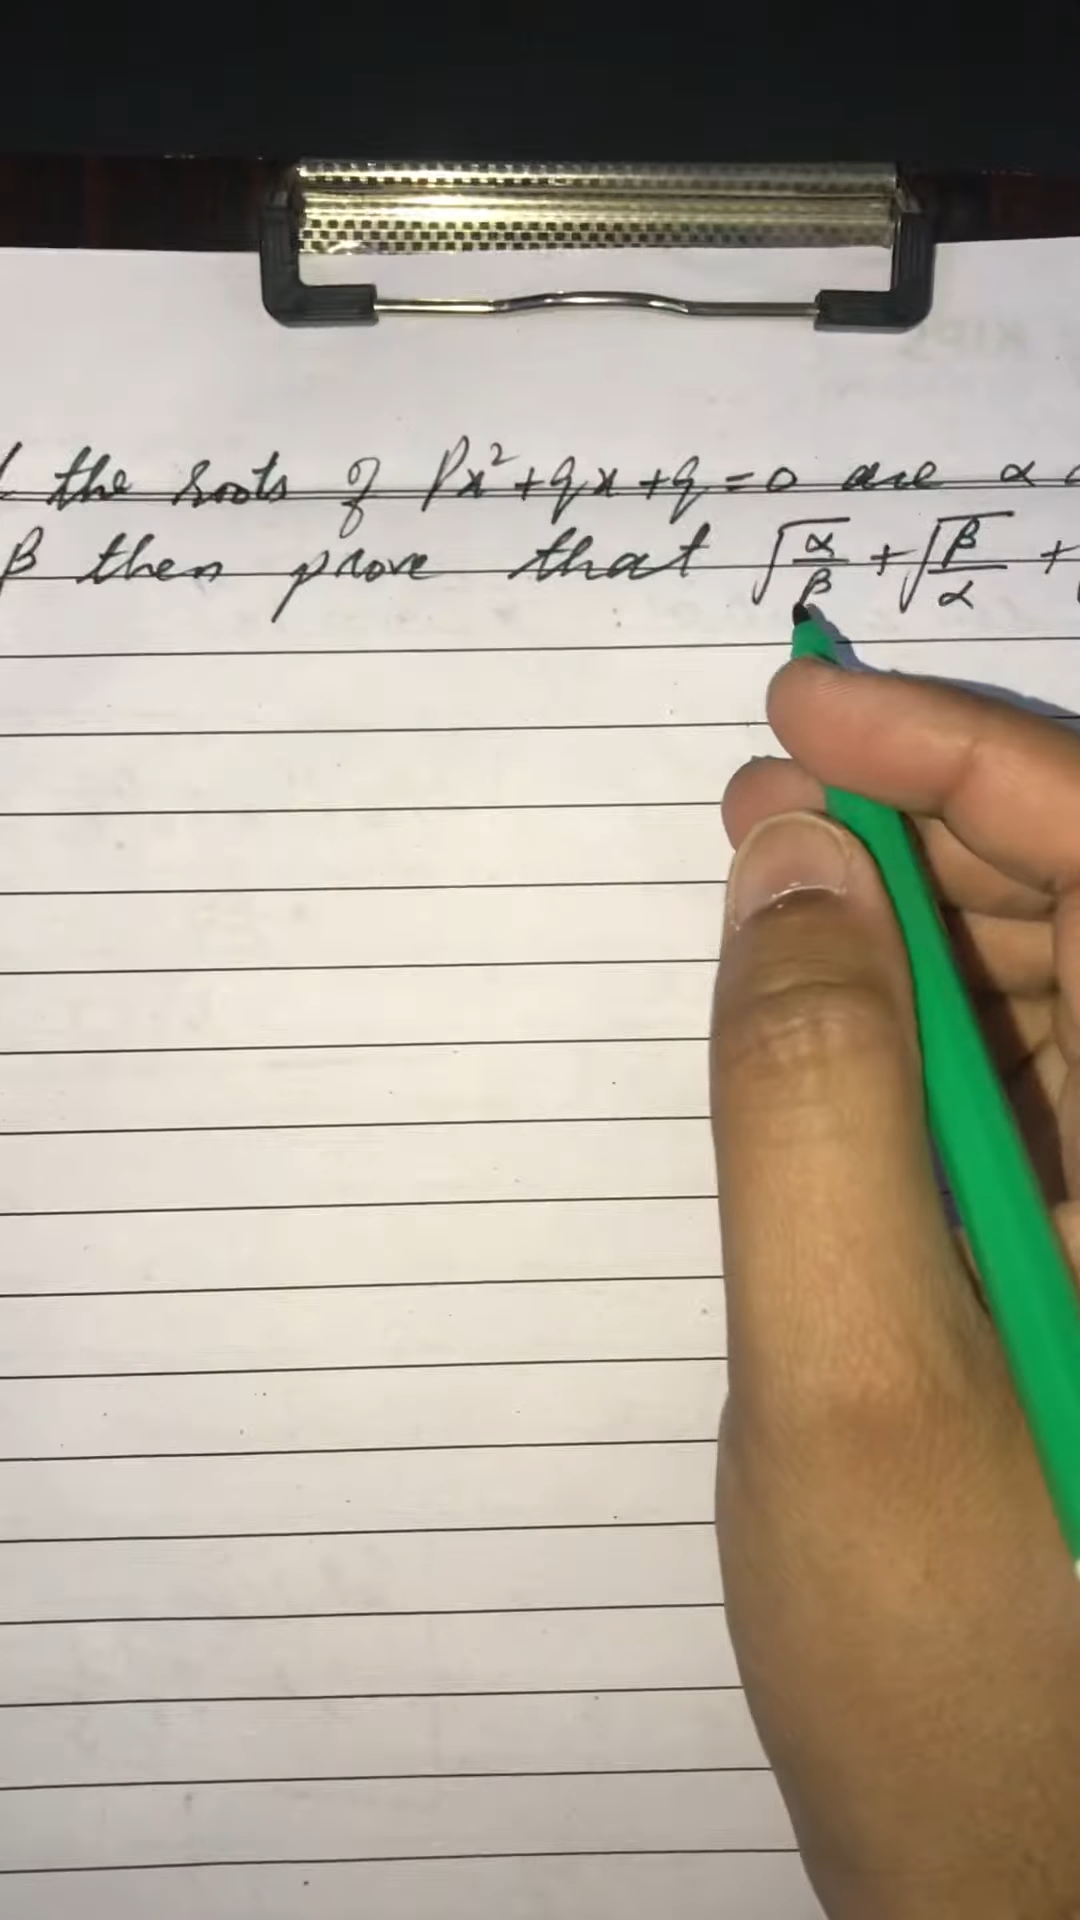 the roots of Px²+qx+q=0 are α
β then prove that √α/β + √β/α +